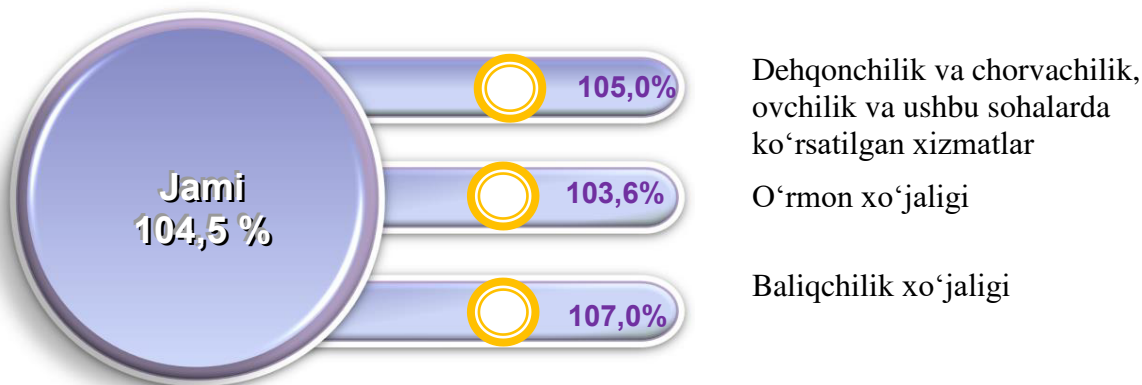 Jami
104,5 %
105,0%
Dehqonchilik va chorvachilik,
ovchilik va ushbu sohalarda
ko‘rsatilgan xizmatlar
103,6%
O‘rmon xo‘jaligi
107,0%
Baliqchilik xo‘jaligi